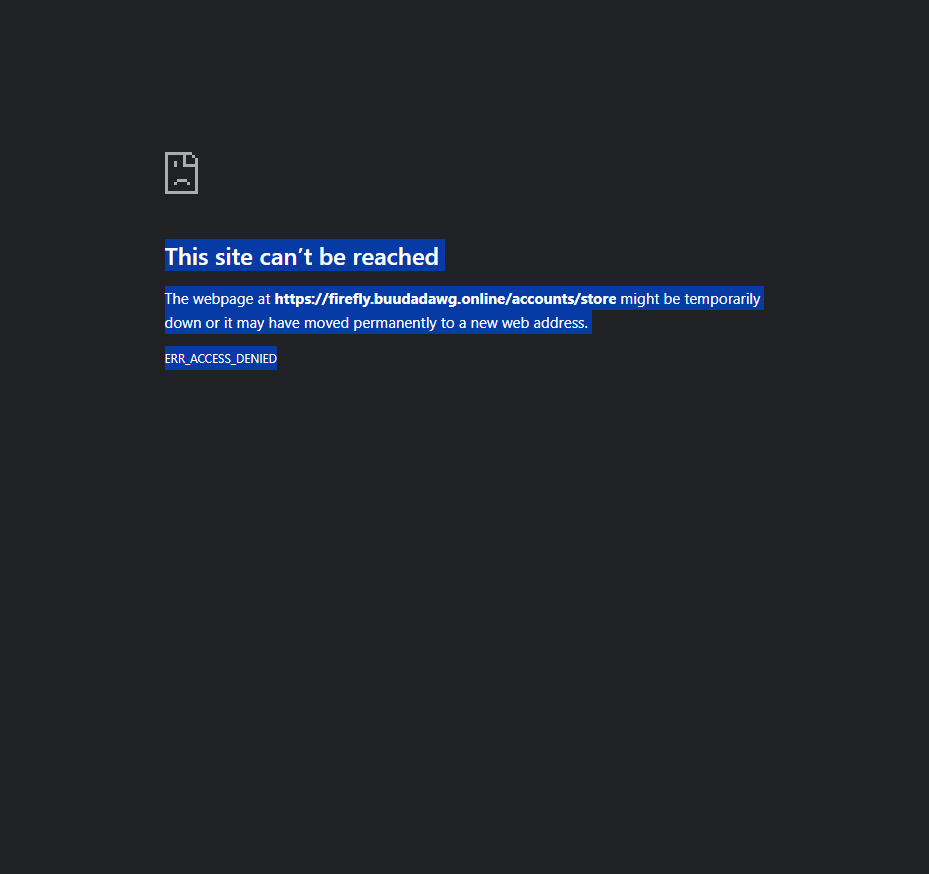 This site can’t be reached
The webpage at https://firefly.buudadawg.online/accounts/store might be temporarily
down or it may have moved permanently to a new web address.
ERR_ACCESS_DENIED